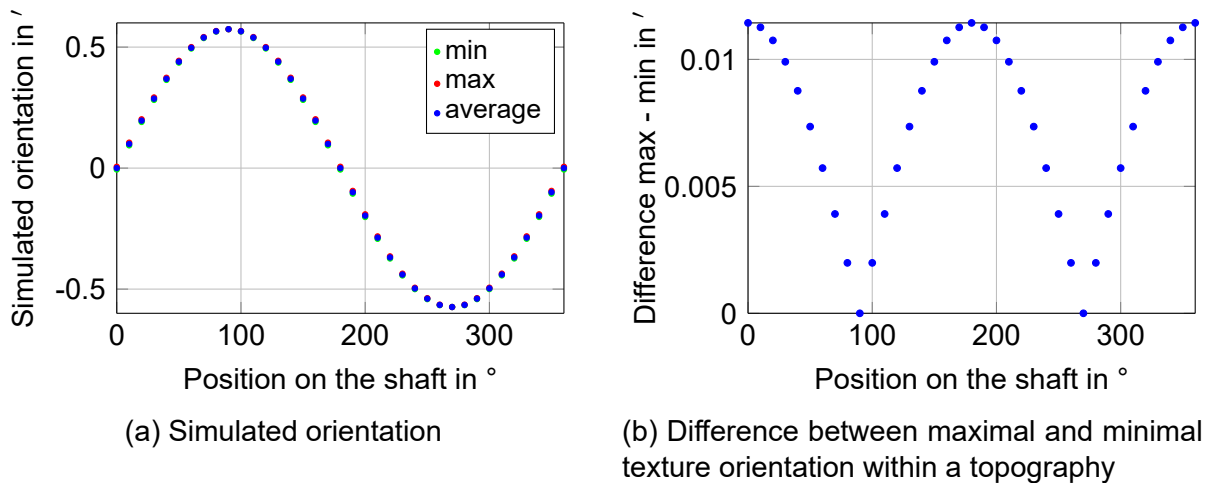 Simulated orientation in ′
0.5
0
-0.5
min
max
average
0 100 200 300
Position on the shaft in °
(a) Simulated orientation
Difference max - min in ′
0.01
0.005
0
0 100 200 300
Position on the shaft in °
(b) Difference between maximal and minimal
texture orientation within a topography